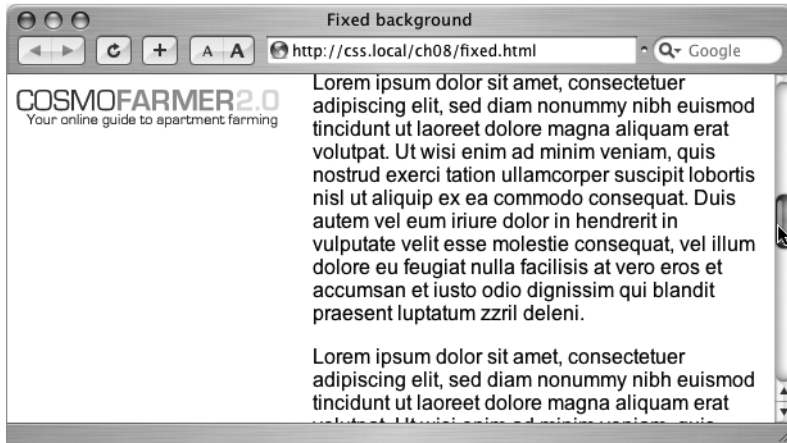 Fixed background
A A http://css.local/ch08/fixed.html Google
COSMOFARMER2.0
Your online guide to apartment farming
Lorem ipsum dolor sit amet, consectetuer
adipiscing elit, sed diam nonummy nibh euismod
tincidunt ut laoreet dolore magna aliquam erat
volutpat. Ut wisi enim ad minim veniam, quis
nostrud exerci tation ullamcorper suscipit lobortis
nisl ut aliquip ex ea commodo consequat. Duis
autem vel eum iriure dolor in hendrerit in
vulputate velit esse molestie consequat, vel illum
dolore eu feugiat nulla facilisis at vero eros et
accumsan et iusto odio dignissim qui blandit
praesent luptatum zzril deleni.
Lorem ipsum dolor sit amet, consectetuer
adipiscing elit, sed diam nonummy nibh euismod
tincidunt ut laoreet dolore magna aliquam erat